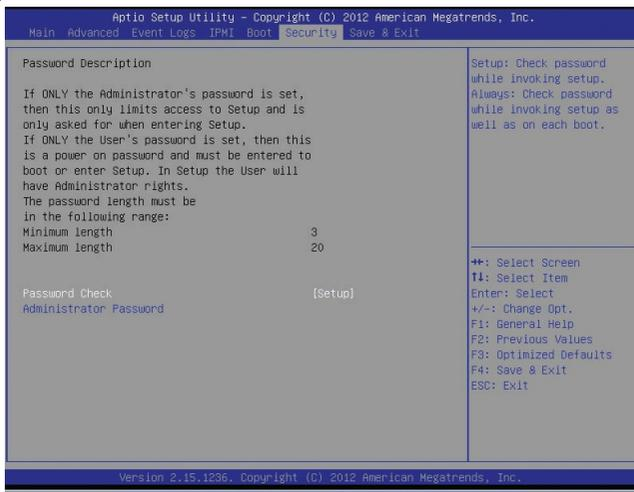 Aptio Setup Utility – Copyright (C) 2012 American Megatrends, Inc.
Main Advanced Event Logs IPMI Boot Security Save & Exit
Password Description
If ONLY the Administrator's password is set,
then this only limits access to Setup and is
only asked for when entering Setup.
If ONLY the User's password is set, then this
is a power on password and must be entered to
boot or enter Setup. In Setup the User will
have Administrator rights.
The password length must be
in the following range:
Minimum length 3
Maximum length 20
Password Check [Setup]
Administrator Password
Setup: Check password
while invoking setup.
Always: Check password
while invoking setup as
well as on each boot.
→←: Select Screen
↑↓: Select Item
Enter: Select
+/-: Change Opt.
F1: General Help
F2: Previous Values
F3: Optimized Defaults
F4: Save & Exit
ESC: Exit
Version 2.15.1236. Copyright (C) 2012 American Megatrends, Inc.